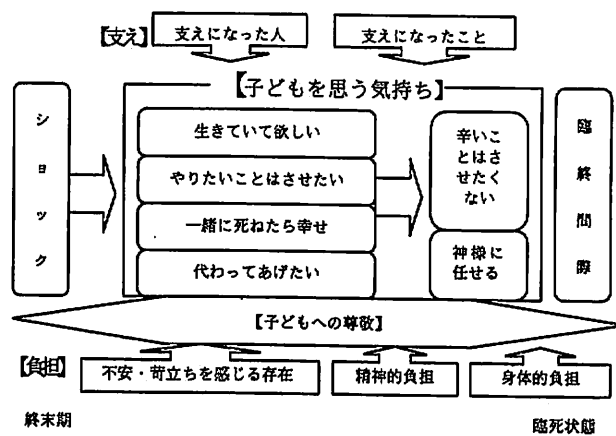 【支え】
支えになった人
支えになったこと
【子どもを思う気持ち】
ショック
生きていて欲しい
やりたいことはさせたい
一緒に死ねたら幸せ
代わってあげたい
辛いこ
とはさ
せたく
ない
神様に
任せる
臨終間際
【子どもへの尊敬】
【負担】
不安・苛立ちを感じる存在
精神的負担
身体的負担
終末期
臨死状態